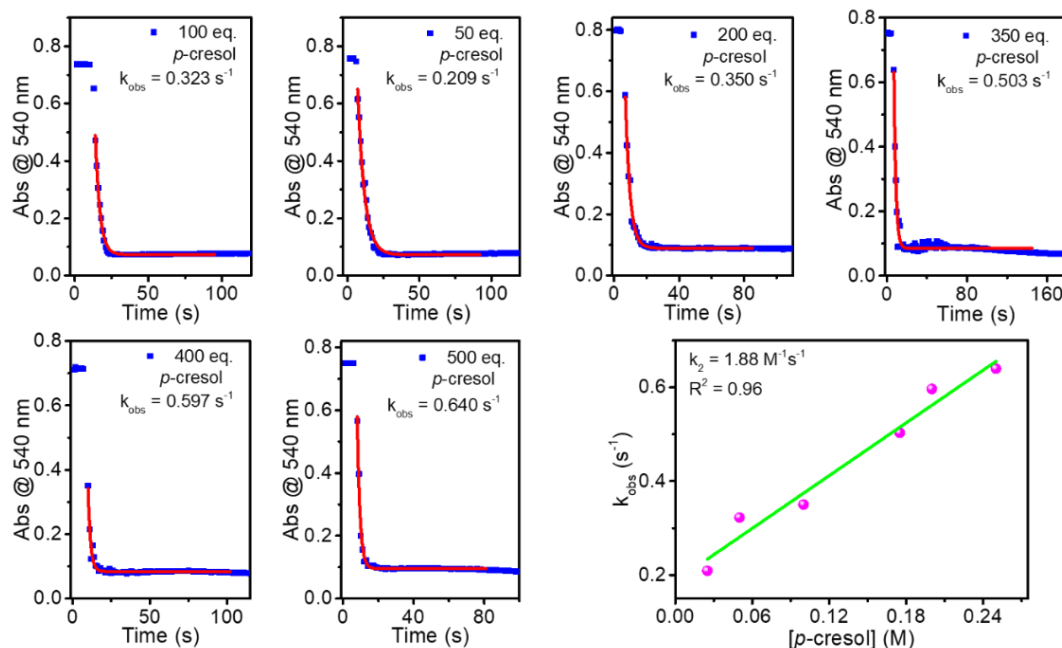 100 eq.
p-cresol
k_obs = 0.323 s⁻¹
Abs @ 540 nm
0.8
0.6
0.4
0.2
0.0
0 50 100
Time (s)
50 eq.
p-cresol
k_obs = 0.209 s⁻¹
Abs @ 540 nm
0.8
0.6
0.4
0.2
0.0
0 50 100
Time (s)
200 eq.
p-cresol
k_obs = 0.350 s⁻¹
Abs @ 540 nm
0.8
0.6
0.4
0.2
0.0
0 40 80
Time (s)
350 eq.
p-cresol
k_obs = 0.503 s⁻¹
Abs @ 540 nm
0.8
0.6
0.4
0.2
0.0
0 80 160
Time (s)
400 eq.
p-cresol
k_obs = 0.597 s⁻¹
Abs @ 540 nm
0.8
0.6
0.4
0.2
0.0
0 50 100
Time (s)
500 eq.
p-cresol
k_obs = 0.640 s⁻¹
Abs @ 540 nm
0.8
0.6
0.4
0.2
0.0
0 40 80
Time (s)
k₂ = 1.88 M⁻¹s⁻¹
R² = 0.96
k_obs (s⁻¹)
0.6
0.4
0.2
0.00 0.06 0.12 0.18 0.24
[p-cresol] (M)